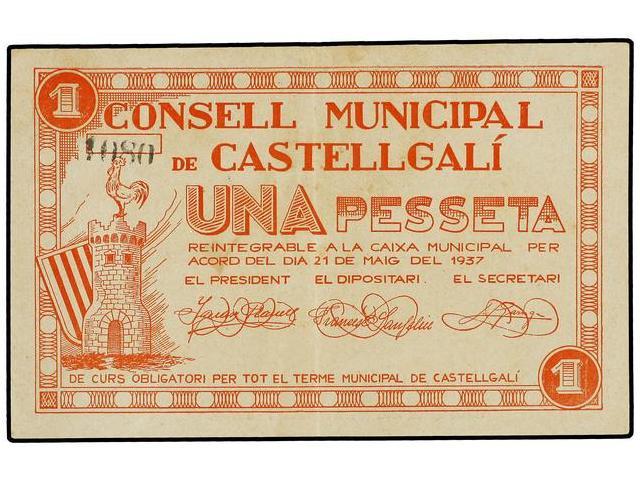 1
CONSELL MUNICIPAL
1080
DE CASTELLGALÍ
UNA PESSETA
REINTEGRABLE A LA CAIXA MUNICIPAL PER
ACORD DEL DIA 21 DE MAIG DEL 1937
EL PRESIDENT EL DIPOSITARI. EL SECRETARI
DE CURS OBLIGATORI PER TOT EL TERME MUNICIPAL DE CASTELLGALÍ
1